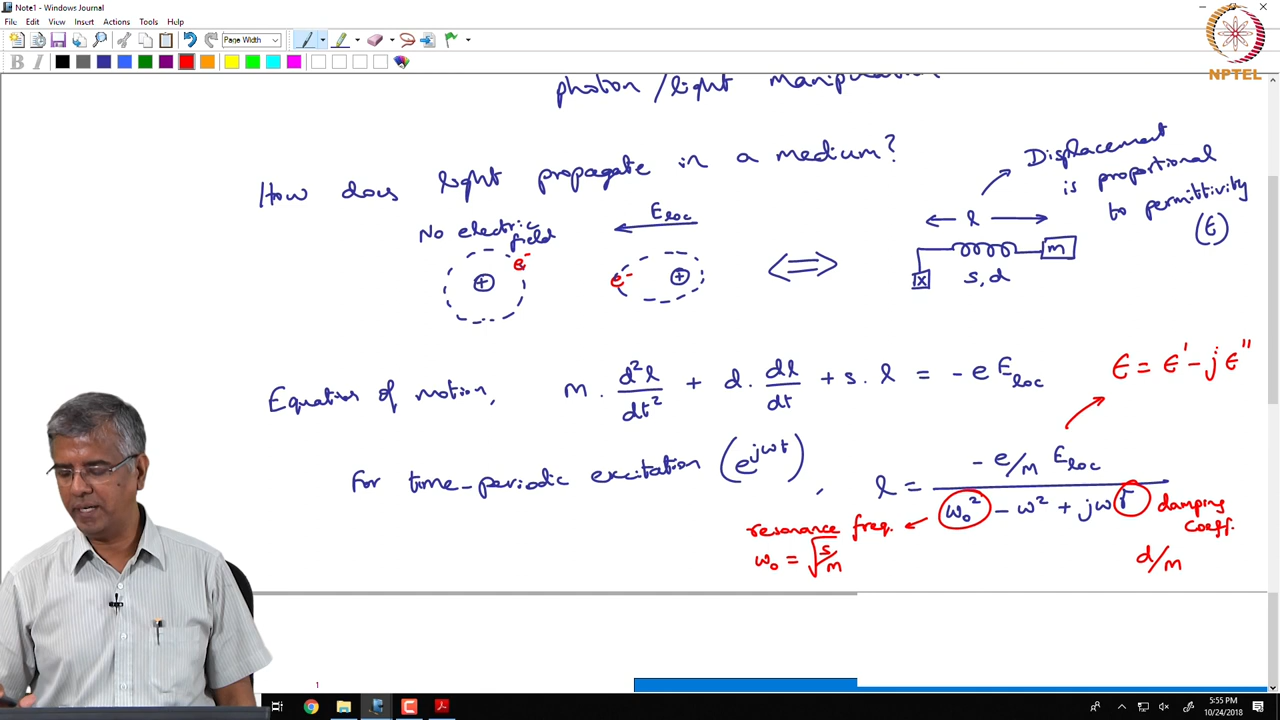 Note1 - Windows Journal
File Edit View Insert Actions Tools Help
Page Width
B I
NPTEL
photon/light manipulation
How does light propagate in a medium?
Displacement
is proportional
to permittivity
(ϵ)
No electric
field
E_loc
l
e⁻
+
e⁻
+
x
m
s, d
Equation of motion, m · d²l/dt² + d · dl/dt + s · l = - e E_loc
ϵ = ϵ' - jϵ''
For time-periodic excitation (e^{jωt}), l = (- e/m E_loc)/(ω₀² - ω² + jωγ)
resonance freq.
ω₀ = √(s/m)
damping
coeff.
d/m
1
5:55 PM
10/24/2018